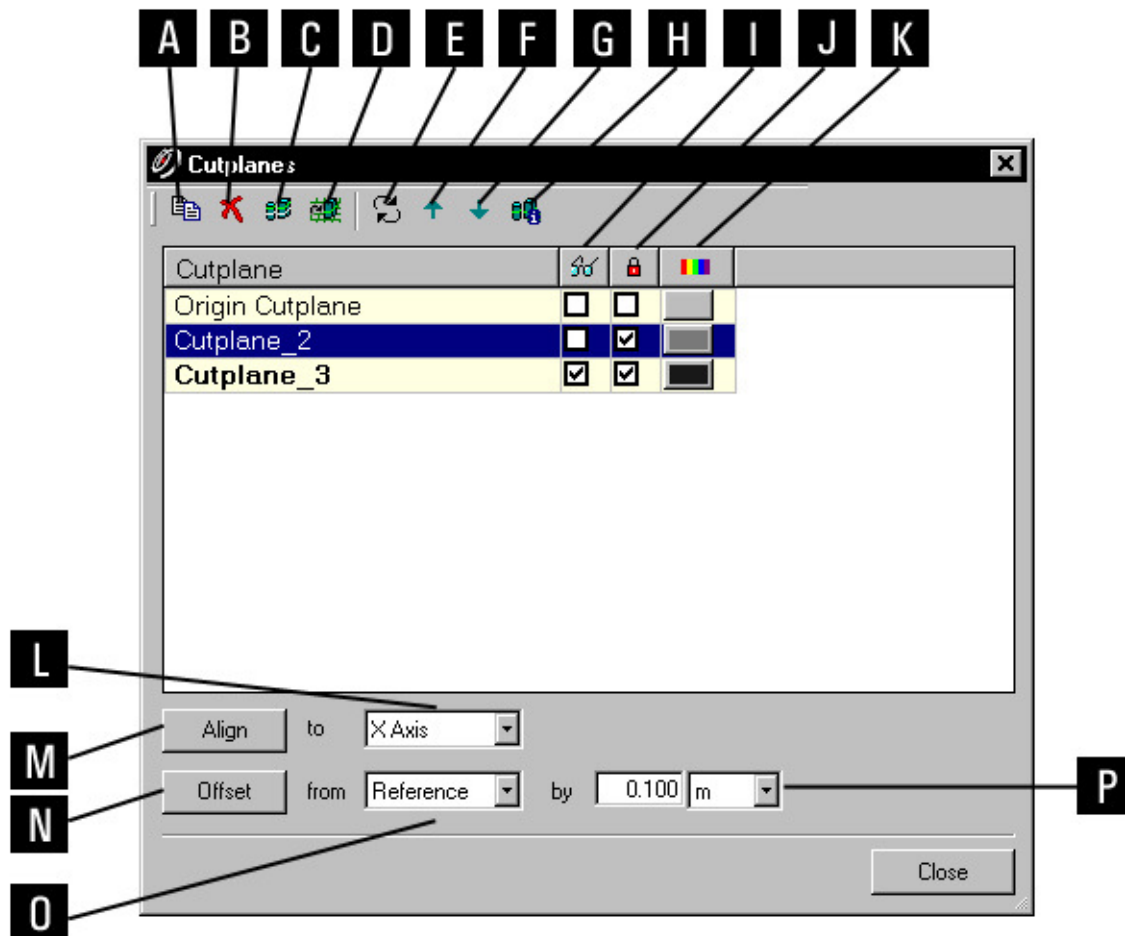 A B C D E F G H I J K
Cutplanes
Cutplane
Origin Cutplane
Cutplane_2
Cutplane_3
L
Align to X Axis
M
Offset from Reference by 0.100 m
P
N
Close
O